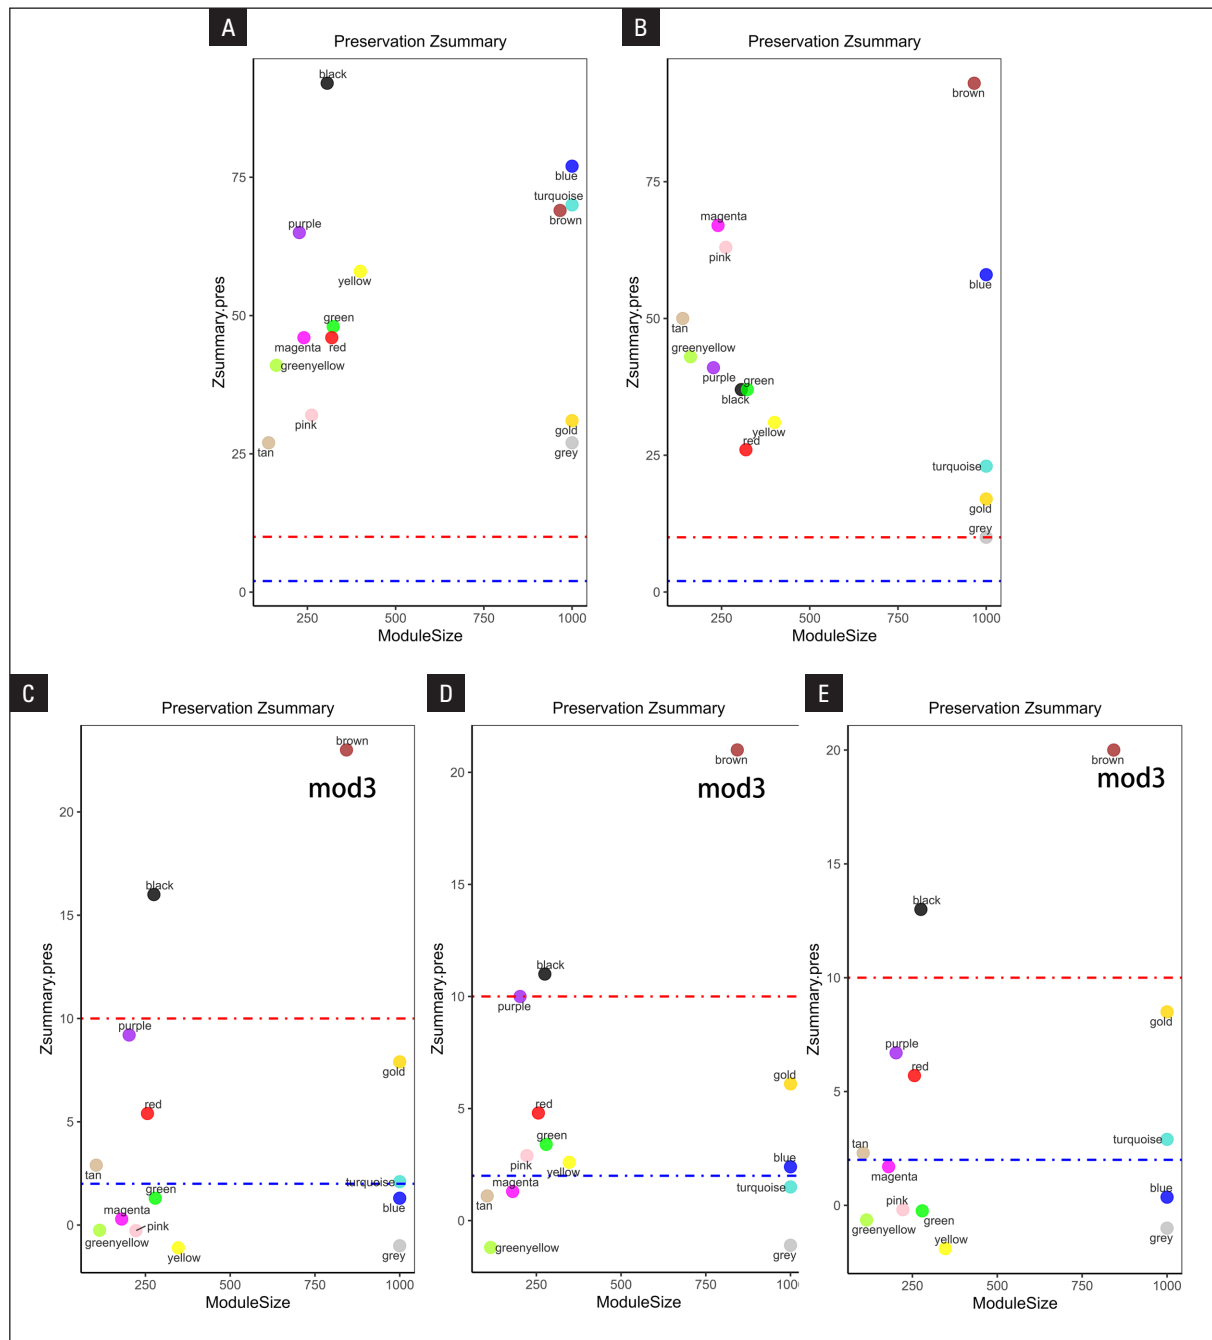 A
Preservation Zsummary
black
blue
turquoise
brown
purple
yellow
green
magenta red
greenyellow
pink
gold
tan
grey
75
50
25
0
Zsummary.pres
250 500 750 1000
ModuleSize
B
Preservation Zsummary
brown
magenta
pink
blue
tan
greenyellow
purple green
black
yellow
red
turquoise
gold
grey
75
50
25
0
Zsummary.pres
250 500 750 1000
ModuleSize
C
Preservation Zsummary
brown
mod3
black
purple
gold
red
tan
turquoise
green
blue
magenta
pink
greenyellow
yellow
grey
20
15
10
5
0
Zsummary.pres
250 500 750 1000
ModuleSize
D
Preservation Zsummary
brown
mod3
black
purple
gold
red
green
pink
yellow
blue
magenta
turquoise
tan
greenyellow
20
15
10
5
0
Zsummary.pres
250 500 750 1000
ModuleSize
grey
E
Preservation Zsummary
brown
mod3
black
gold
purple
red
turquoise
tan
magenta
blue
pink
greenyellow
green
yellow
grey
20
15
10
5
0
Zsummary.pres
250 500 750 1000
ModuleSize